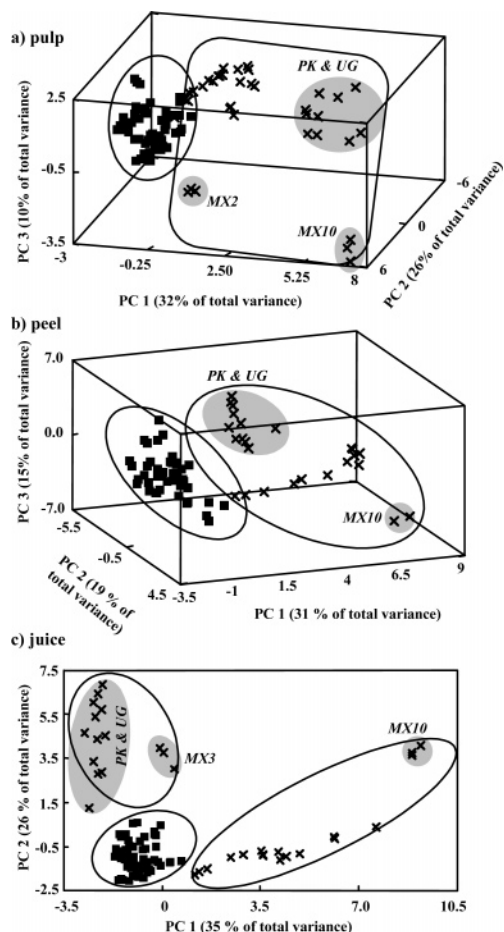 a) pulp
PK & UG
2.5
-0.5
-3.5
PC 3 (10% of total variance)
MX2
MX10
-3
-0.25
2.50
5.25
8
6
0
-6
PC 1 (32% of total variance)
PC 2 (26% of total variance)
b) peel
7.0
0.0
-7.0
PC 3 (15% of total variance)
PK & UG
MX10
-5.5
-0.5
4.5
PC 2 (19 % of
total variance)
-3.5
-1
1.5
4
6.5
9
PC 1 (31 % of total variance)
c) juice
7.5
5.5
3.5
1.5
-0.5
-2.5
PC 2 (26 % of total variance)
PK & UG
MX3
MX10
-3.5
0
3.5
7.0
10.5
PC 1 (35 % of total variance)